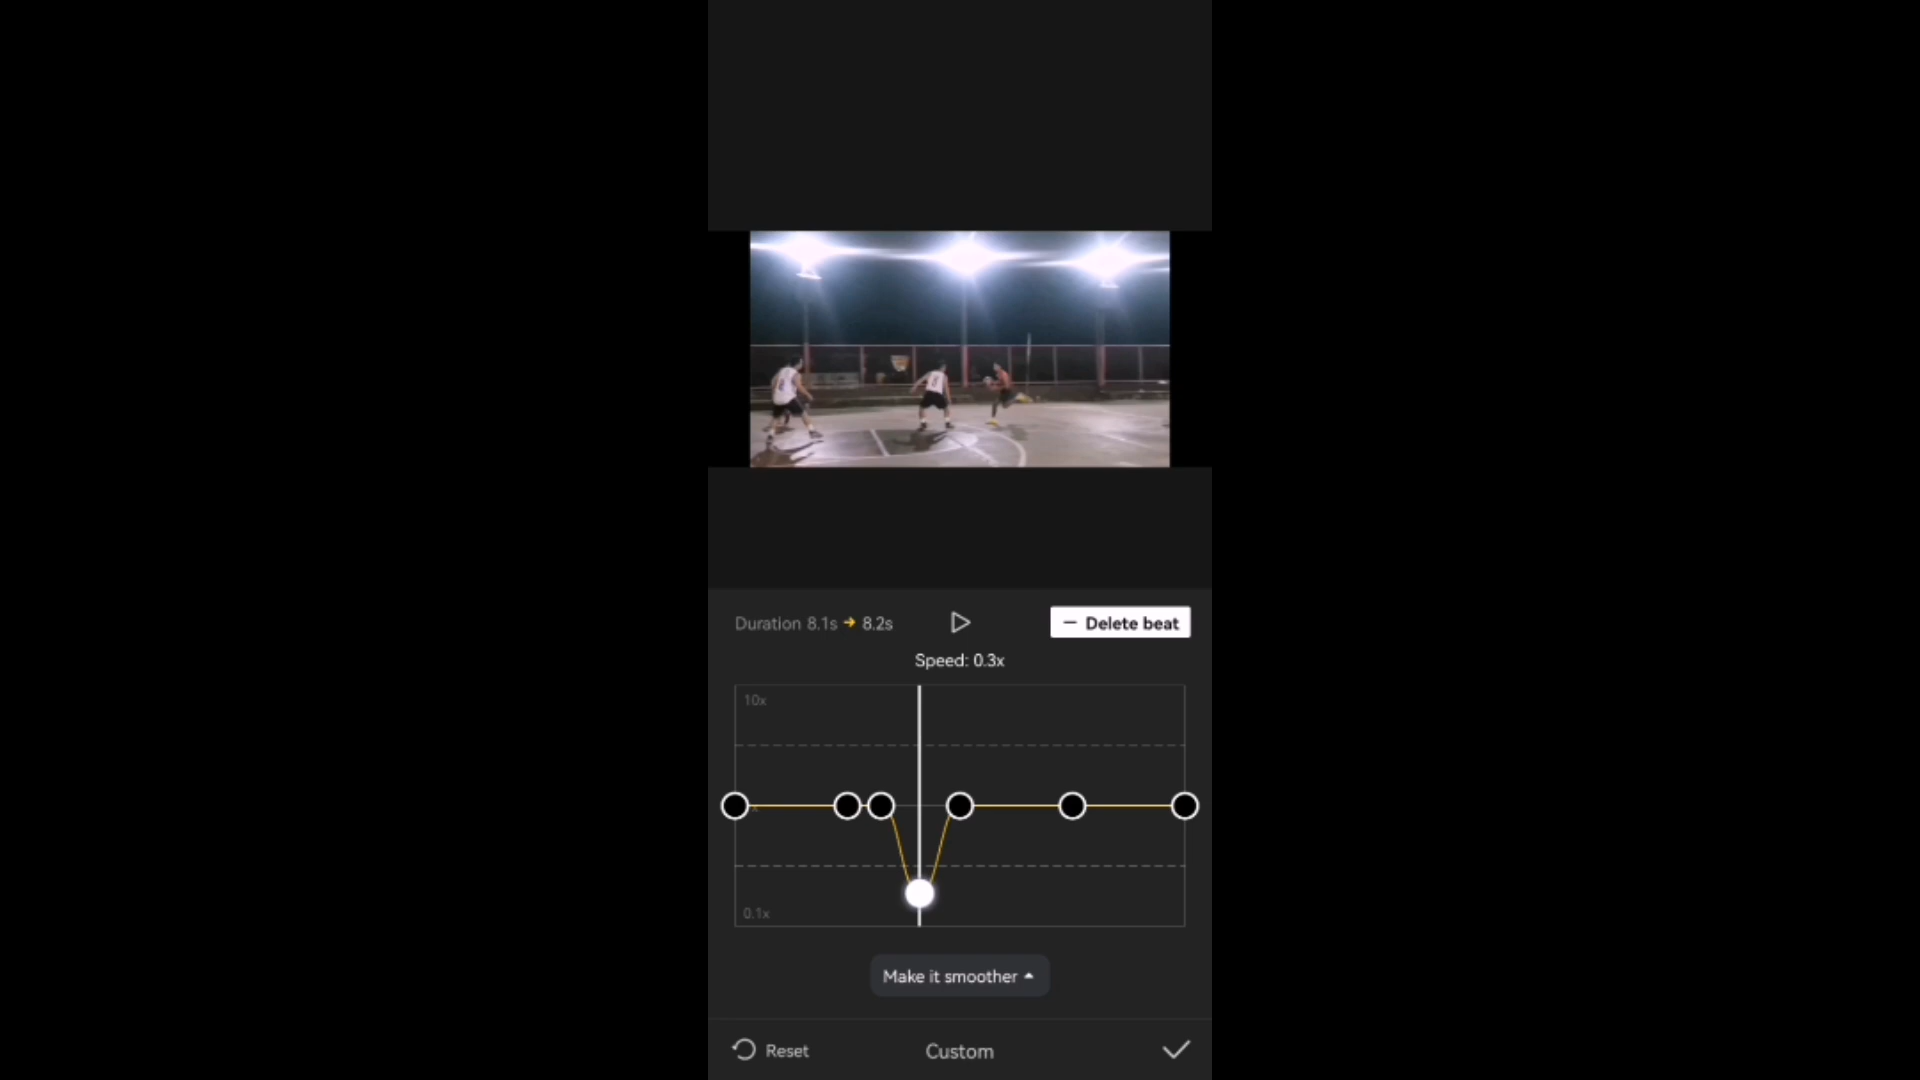 Duration 8.1s → 8.2s
— Delete beat
Speed: 0.3x
10x
0.1x
Make it smoother
Reset
Custom